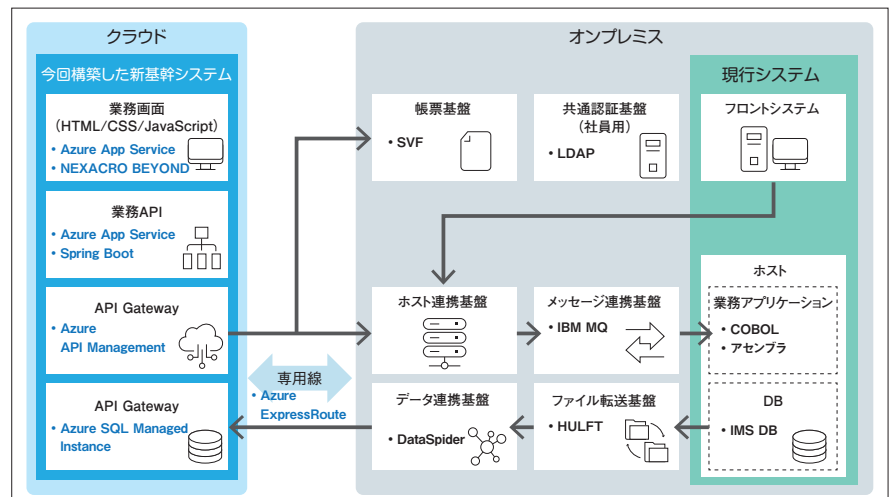 クラウド
今回構築した新基幹システム
業務画面
(HTML/CSS/JavaScript)
・Azure App Service
・NEXACRO BEYOND
業務API
・Azure App Service
・Spring Boot
API Gateway
・Azure
API Management
API Gateway
・Azure SQL Managed
Instance
専用線
・Azure
ExpressRoute
オンプレミス
帳票基盤
・SVF
共通認証基盤
(社員用)
・LDAP
ホスト連携基盤
メッセージ連携基盤
・IBM MQ
データ連携基盤
・DataSpider
ファイル転送基盤
・HULFT
現行システム
フロントシステム
ホスト
業務アプリケーション
・COBOL
・アセンブラ
DB
・IMS DB